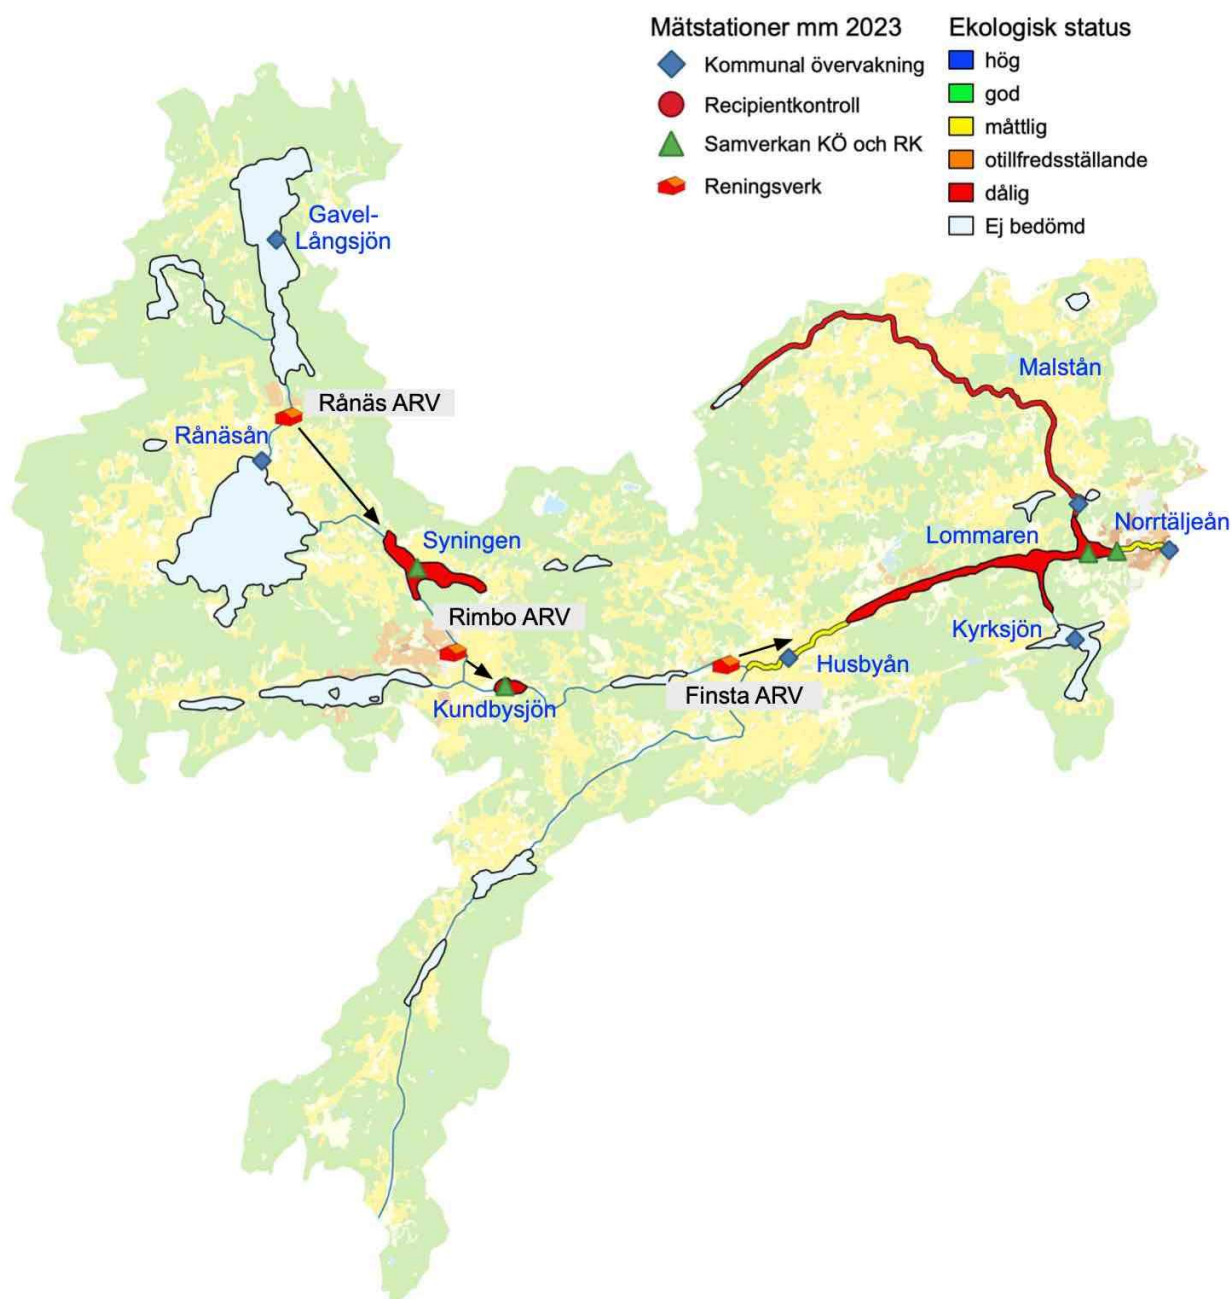 Mätstationer mm 2023
Kommunal övervakning
Recipientkontroll
Samverkan KÖ och RK
Reningsverk
Ekologisk status
hög
god
måttlig
otillfredsställande
dålig
Ej bedömd
Gavel-
Långsjön
Malstån
Rånäs ARV
Rånäsån
Syningen
Lommaren
Norrtäljeån
Rimbo ARV
Kyrksjön
Husbyån
Finsta ARV
Kundbysjön